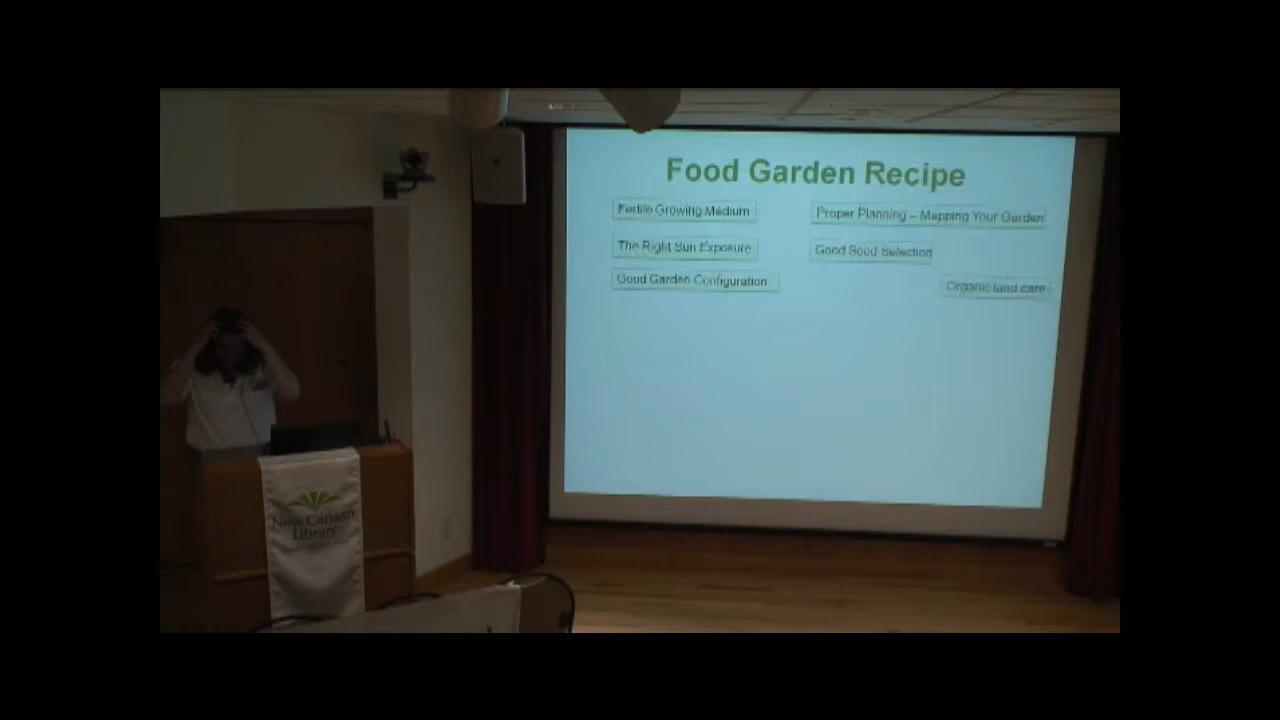 Food Garden Recipe
Fertile Growing Medium
The Right Sun Exposure
Good Garden Configuration
Proper Planning – Mapping Your Garden
Good Seed Selection
Organic land care
New Canaan
Library